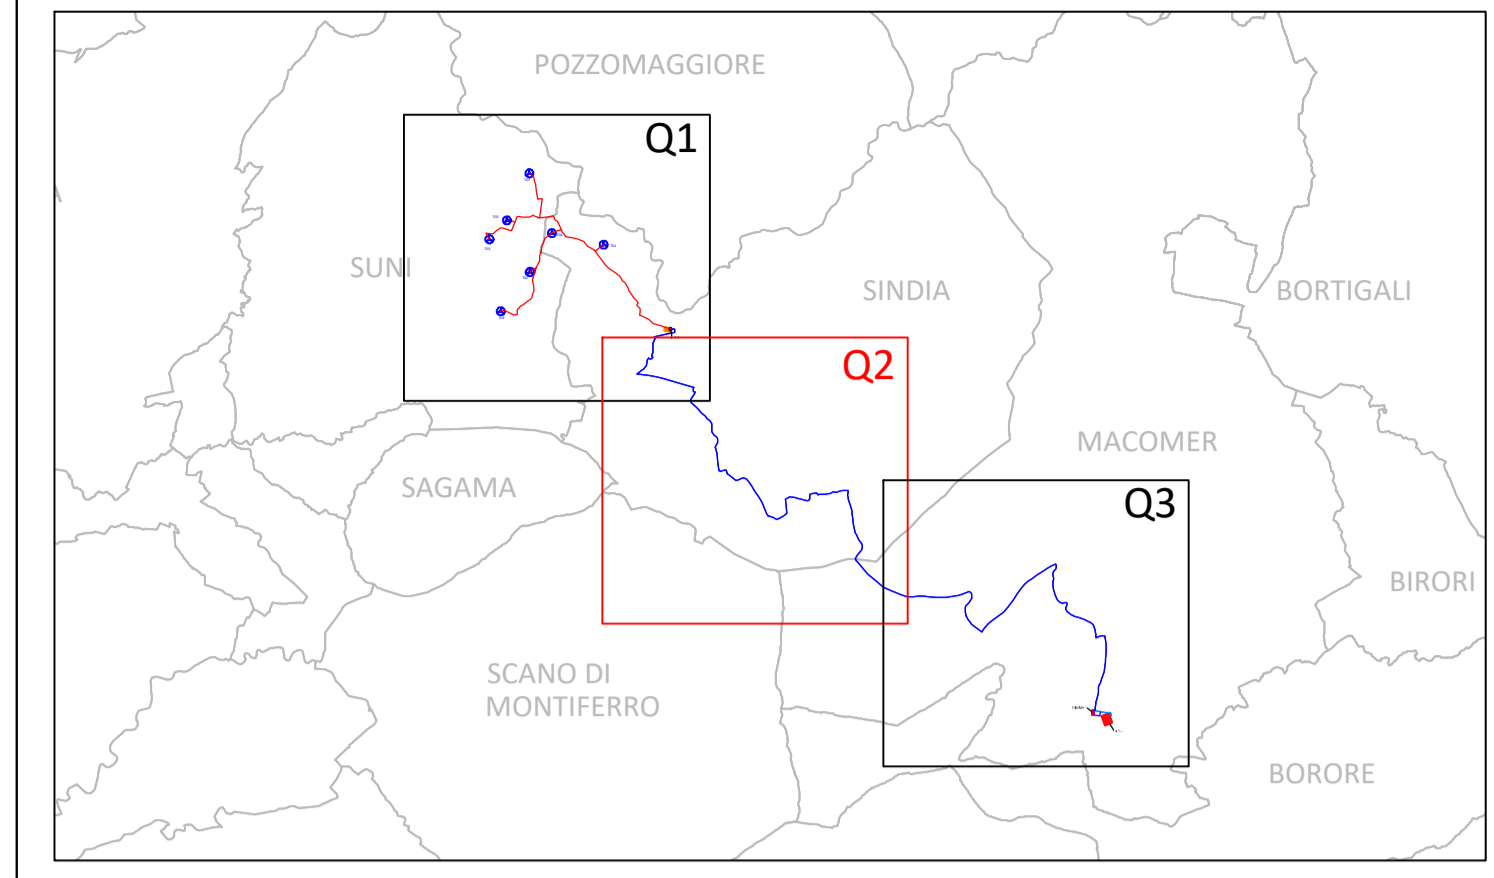 POZZOMAGGIORE
Q1
SUNI
SINDIA
BORTIGALI
Q2
MACOMER
SAGAMA
Q3
BIRORI
SCANO DI
MONTIFERRO
BORORE